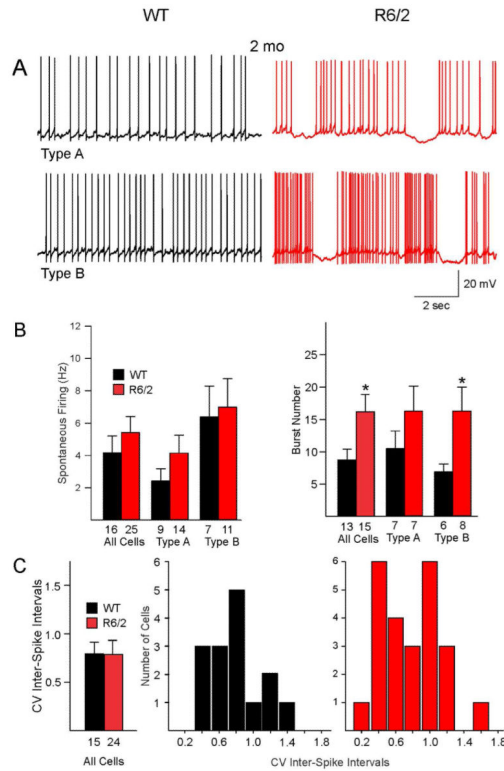 WT R6/2
2 mo
A
Type A
Type B
20 mV
2 sec
B
Spontaneous Firing (Hz)
12
10
8
6
4
2
WT
R6/2
16 25 9 14 7 11
All Cells Type A Type B
Burst Number
25
20
15
10
5
* *
13 15 7 7 6 8
All Cells Type A Type B
C
CV Inter-Spike Intervals
1.5
1.0
0.5
WT
R6/2
15 24
All Cells
Number of Cells
6
5
4
3
2
1
0.2 0.6 1.0 1.4 1.8
6
5
4
3
2
1
0.2 0.6 1.0 1.4 1.8
CV Inter-Spike Intervals